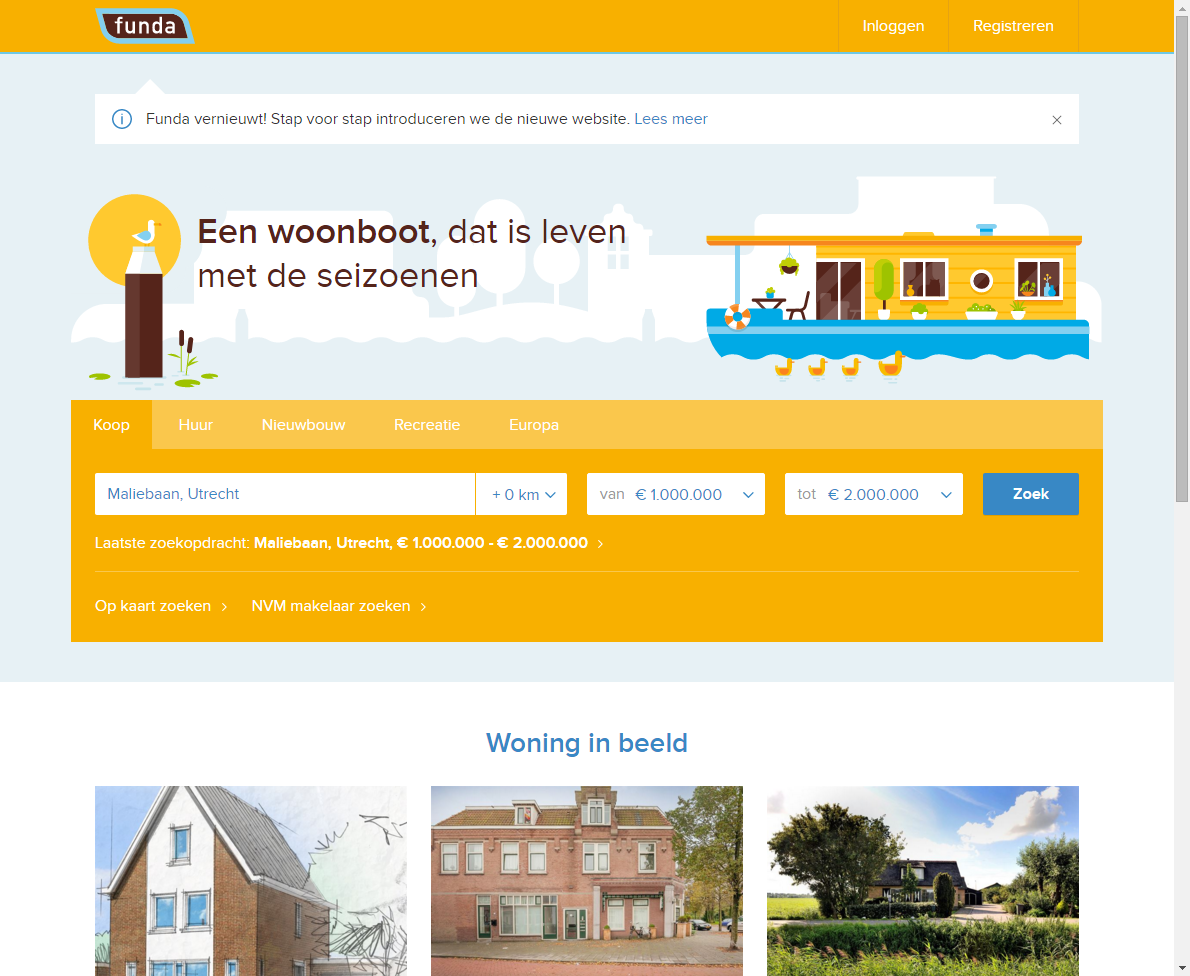 funda
Inloggen
Registreren
Funda vernieuwt! Stap voor stap introduceren we de nieuwe website. Lees meer
Een woonboot, dat is leven
met de seizoenen
Koop
Huur
Nieuwbouw
Recreatie
Europa
Maliebaan, Utrecht
+ 0 km
van € 1.000.000
tot € 2.000.000
Zoek
Laatste zoekopdracht: Maliebaan, Utrecht, € 1.000.000 - € 2.000.000
Op kaart zoeken
NVM makelaar zoeken
Woning in beeld